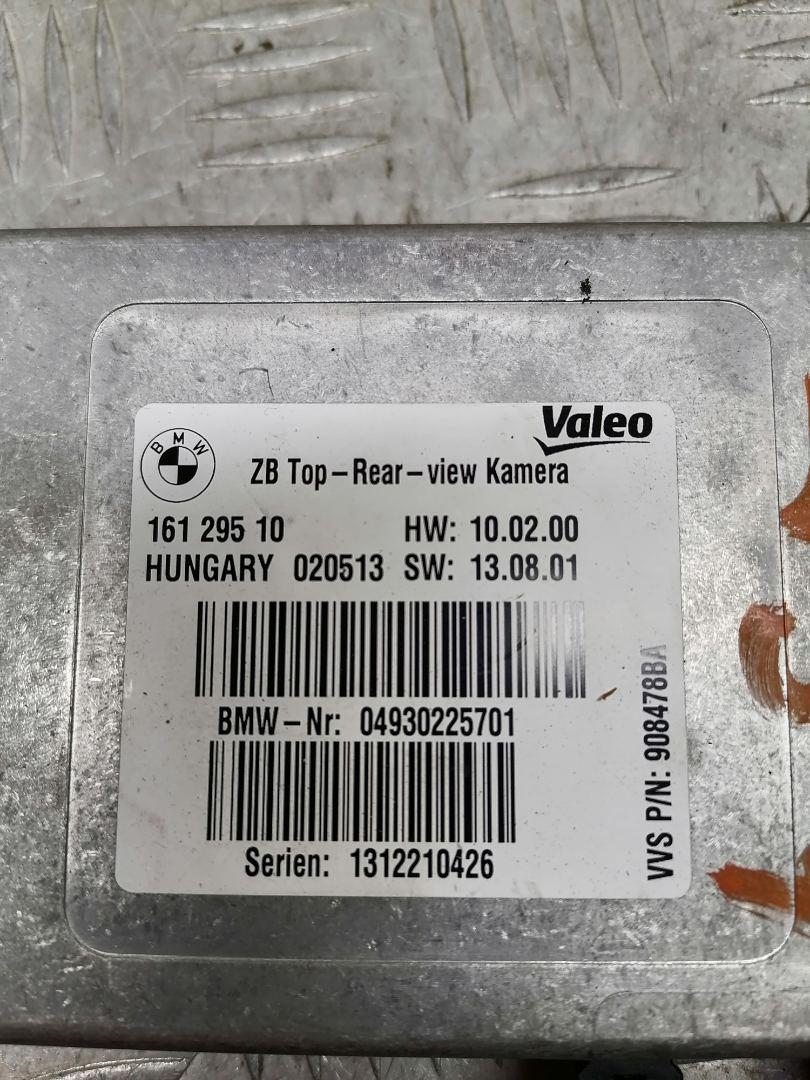 BMW
Valeo
ZB Top-Rear-view Kamera
161 295 10 HW: 10.02.00
HUNGARY 020513 SW: 13.08.01
BMW-Nr: 04930225701
Serien: 1312210426
VVS P/N: 908478BA